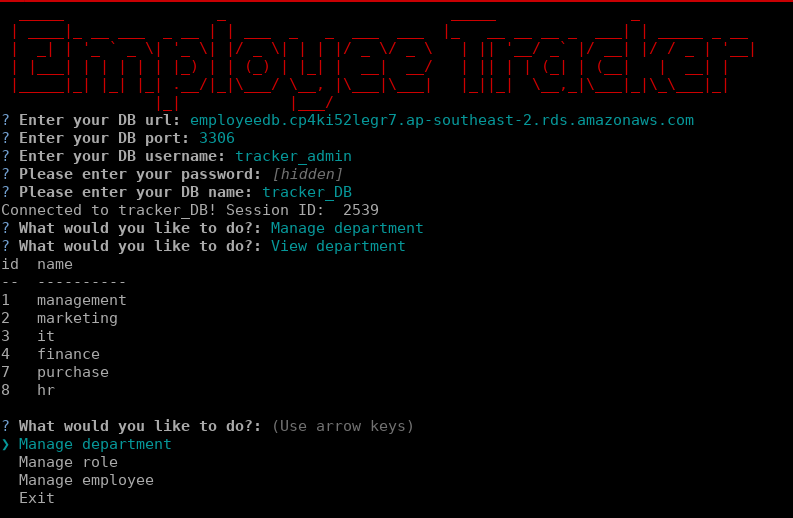 Employee Tracker
? Enter your DB url: employeedb.cp4ki52legr7.ap-southeast-2.rds.amazonaws.com
? Enter your DB port: 3306
? Enter your DB username: tracker_admin
? Please enter your password: [hidden]
? Please enter your DB name: tracker_DB
Connected to tracker_DB! Session ID:  2539
? What would you like to do?: Manage department
? What would you like to do?: View department
id  name
--  ----------
1   management
2   marketing
3   it
4   finance
7   purchase
8   hr
? What would you like to do?: (Use arrow keys)
❯ Manage department
  Manage role
  Manage employee
  Exit